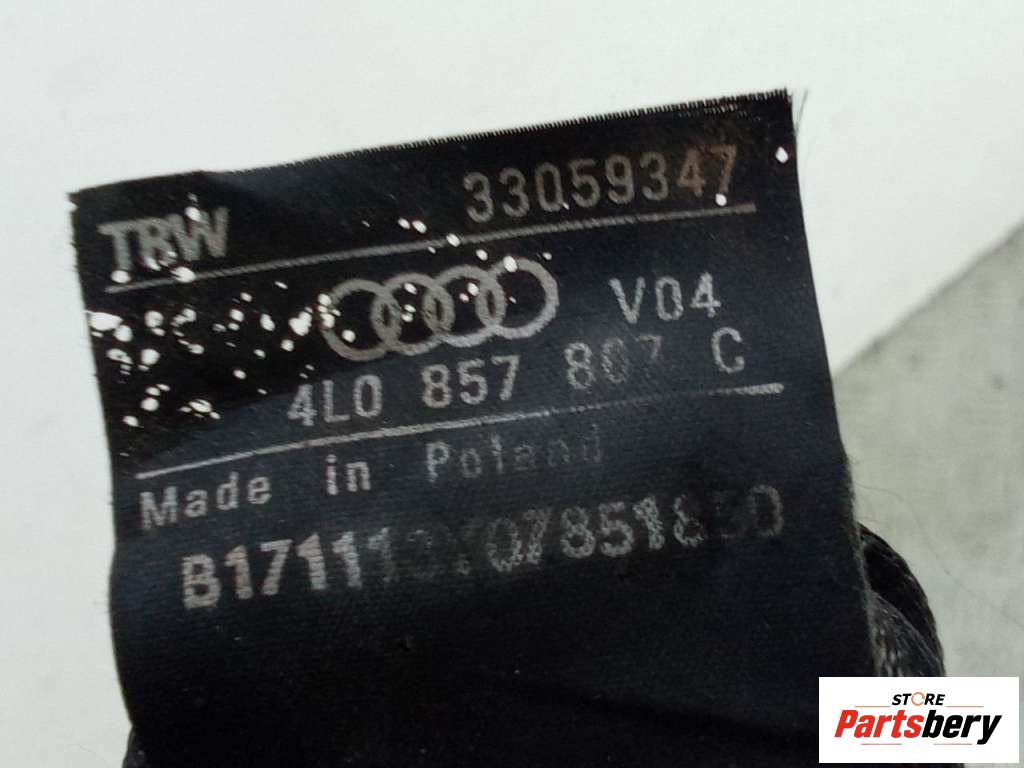 TRW 33059347
V04
4L0 857 807 C
Made in Poland
STORE
Partsbery